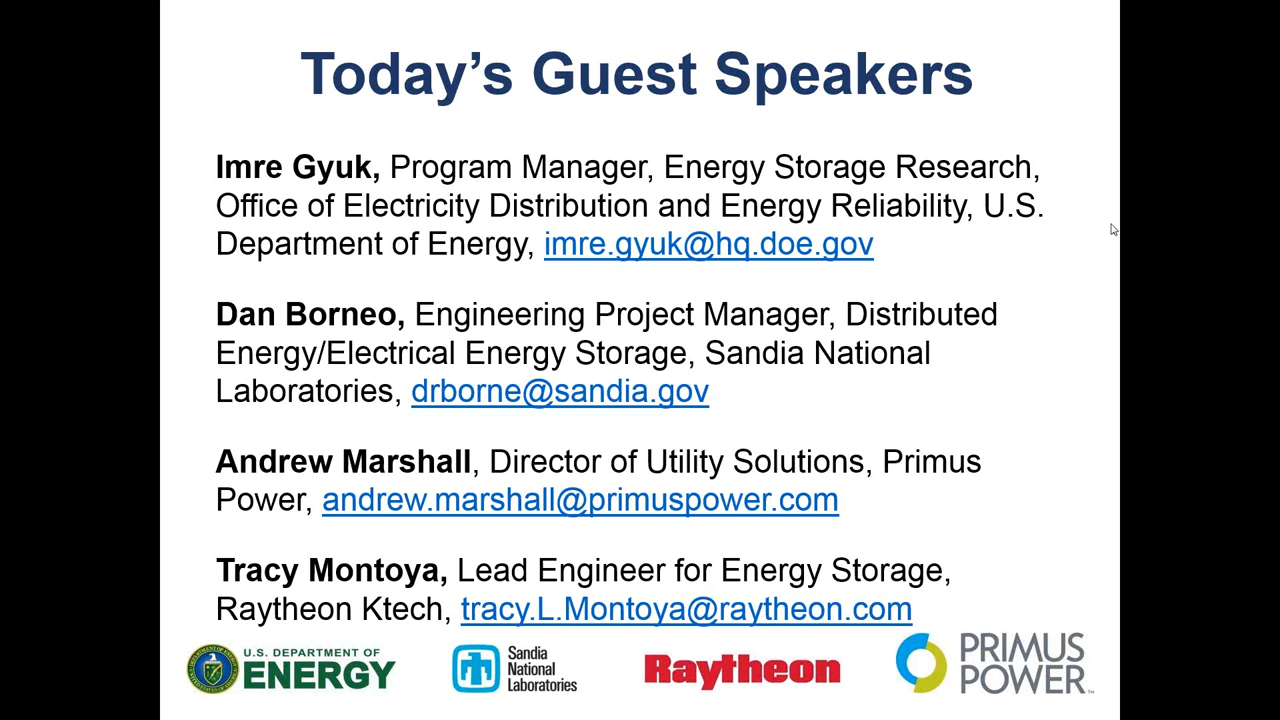 Today’s Guest Speakers
Imre Gyuk, Program Manager, Energy Storage Research,
Office of Electricity Distribution and Energy Reliability, U.S.
Department of Energy, imre.gyuk@hq.doe.gov
Dan Borneo, Engineering Project Manager, Distributed
Energy/Electrical Energy Storage, Sandia National
Laboratories, drborne@sandia.gov
Andrew Marshall, Director of Utility Solutions, Primus
Power, andrew.marshall@primuspower.com
Tracy Montoya, Lead Engineer for Energy Storage,
Raytheon Ktech, tracy.L.Montoya@raytheon.com
U.S. DEPARTMENT OF
ENERGY
Sandia
National
Laboratories
Raytheon
PRIMUS
POWER™